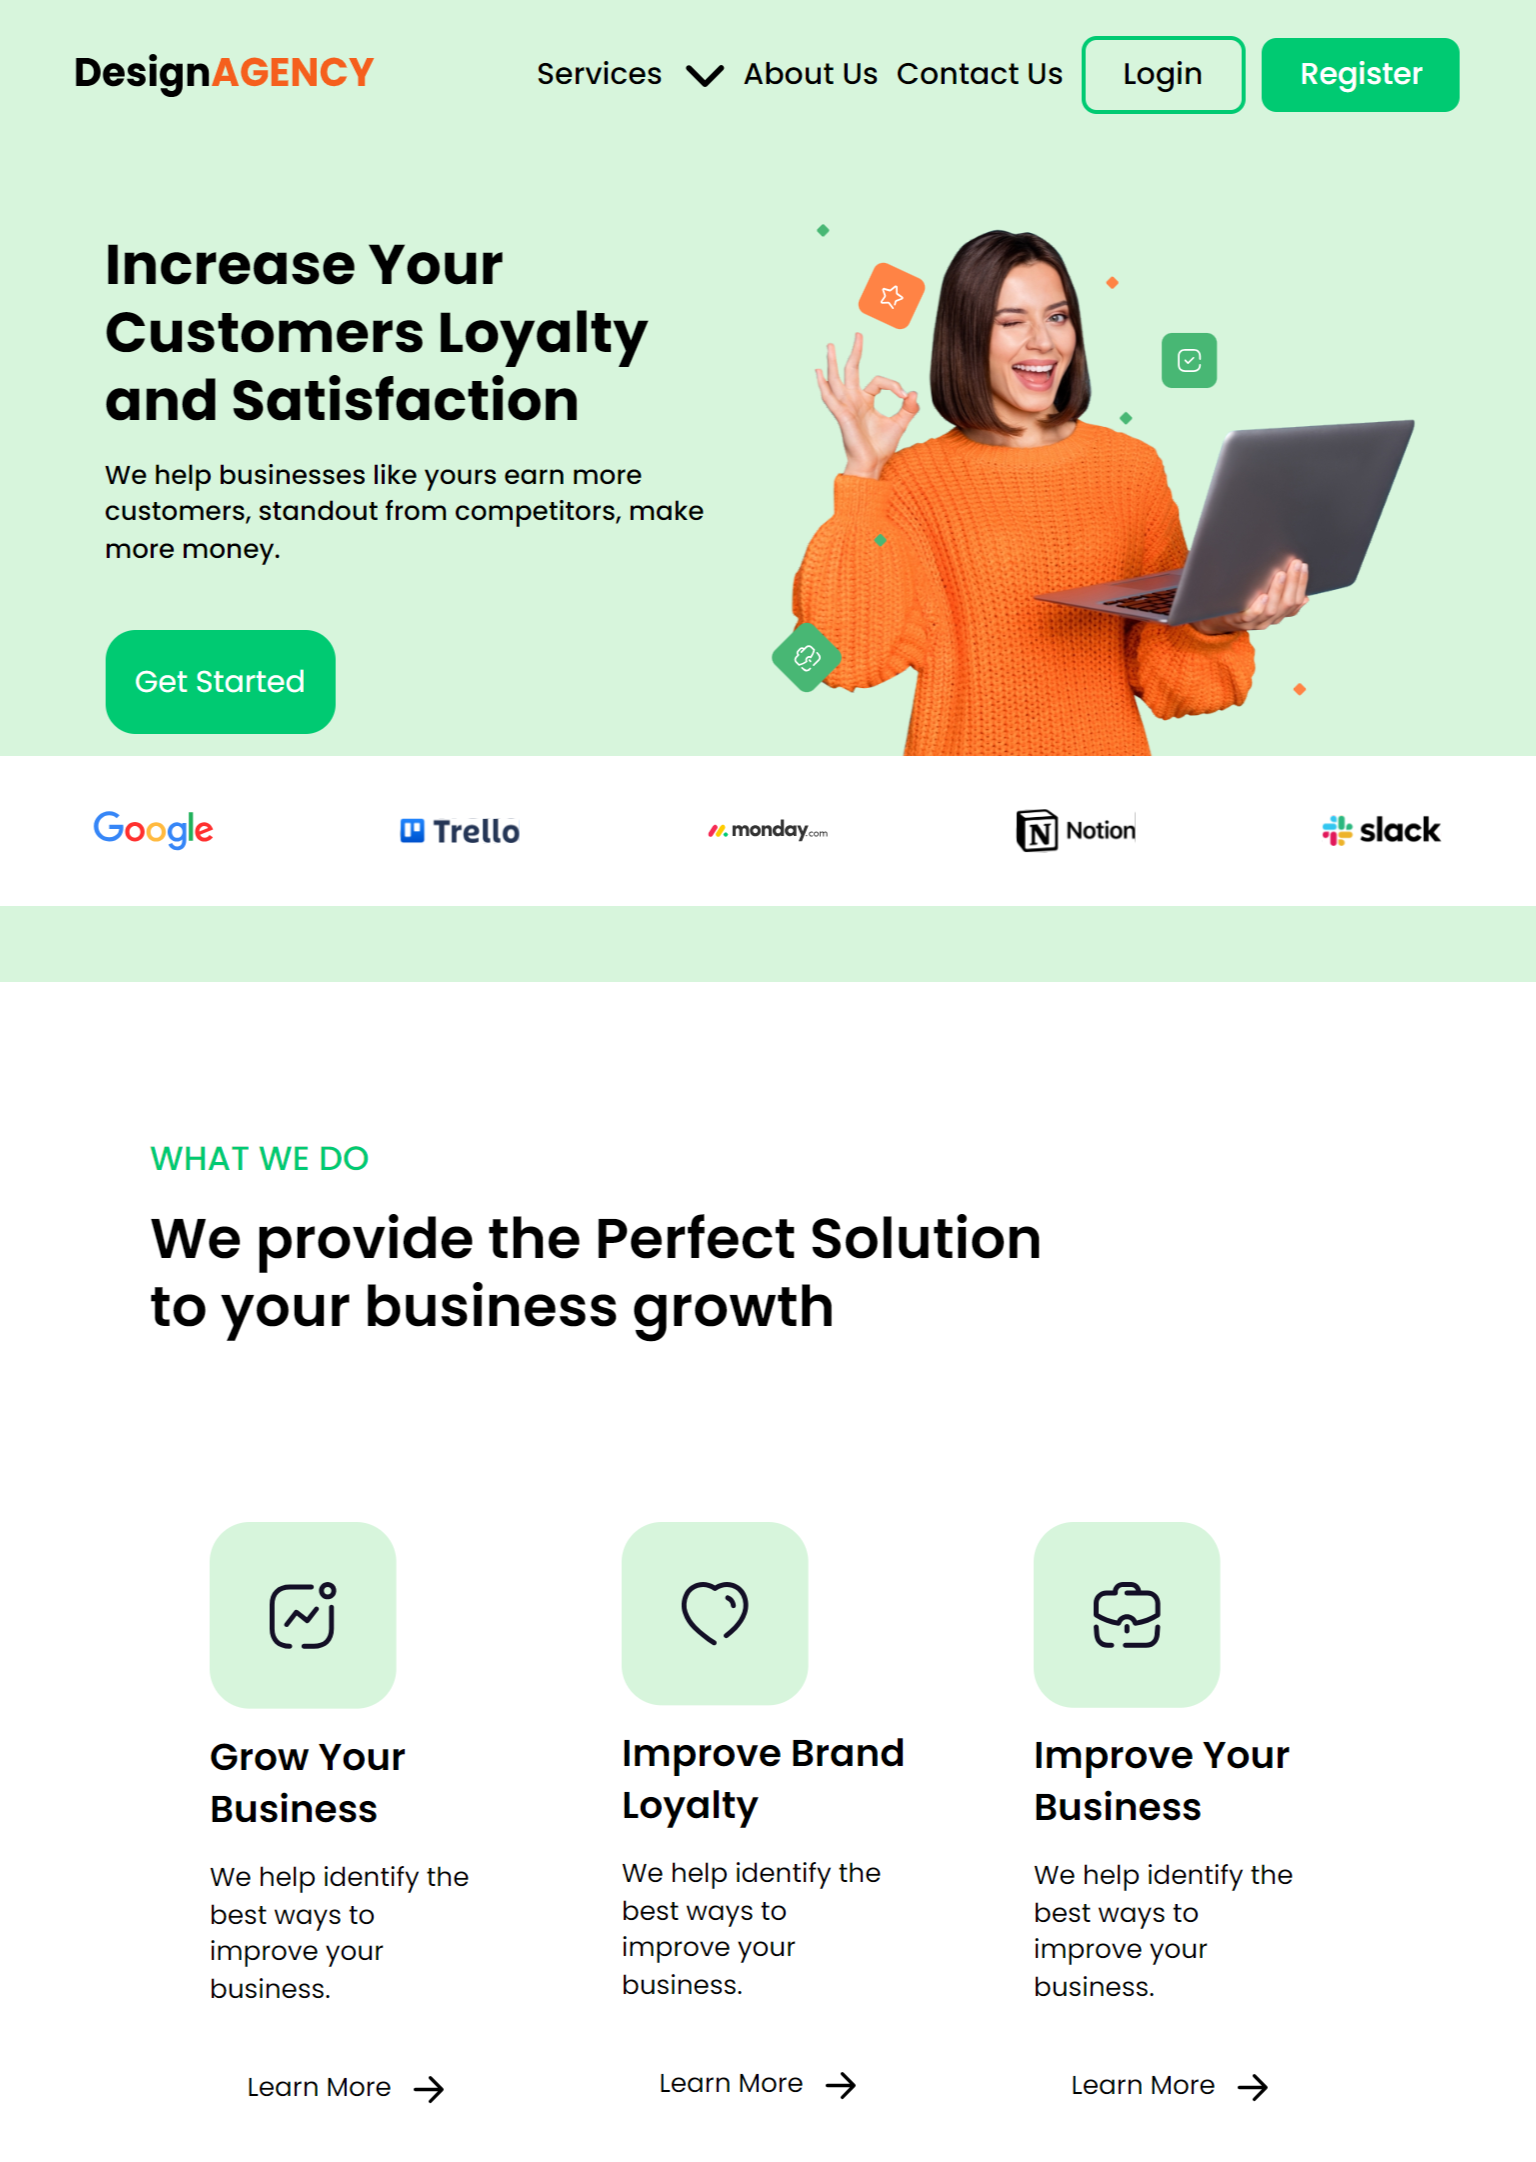 DesignAGENCY
Services
About Us
Contact Us
Login
Register
Increase Your
Customers Loyalty
and Satisfaction
We help businesses like yours earn more
customers, standout from competitors, make
more money.
Get Started
Google
Trello
monday.com
Notion
slack
WHAT WE DO
We provide the Perfect Solution
to your business growth
Grow Your
Business
We help identify the
best ways to
improve your
business.
Learn More
Improve Brand
Loyalty
We help identify the
best ways to
improve your
business.
Learn More
Improve Your
Business
We help identify the
best ways to
improve your
business.
Learn More